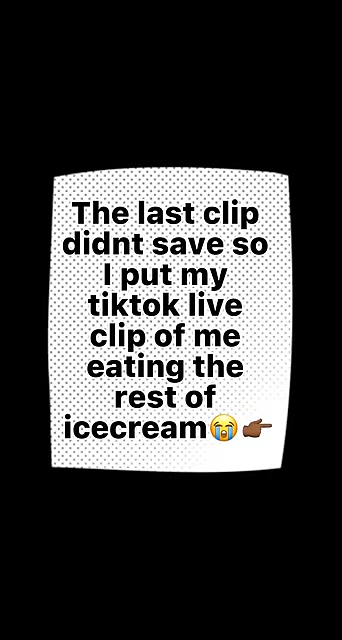 The last clip
didnt save so
I put my
tiktok live
clip of me
eating the
rest of
icecream😭👉🏾